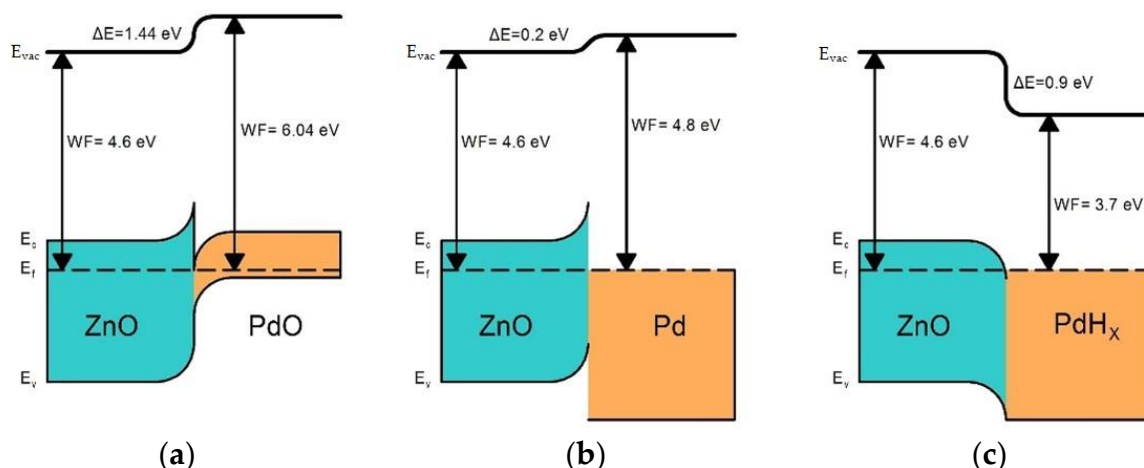 ΔE=1.44 eV
E_vac
WF= 4.6 eV
WF= 6.04 eV
E_c
E_f
ZnO
PdO
E_v
(a)
ΔE=0.2 eV
E_vac
WF= 4.6 eV
WF= 4.8 eV
E_c
E_f
ZnO
Pd
E_v
(b)
E_vac
ΔE=0.9 eV
WF= 4.6 eV
WF= 3.7 eV
E_c
E_f
ZnO
PdH_X
E_v
(c)